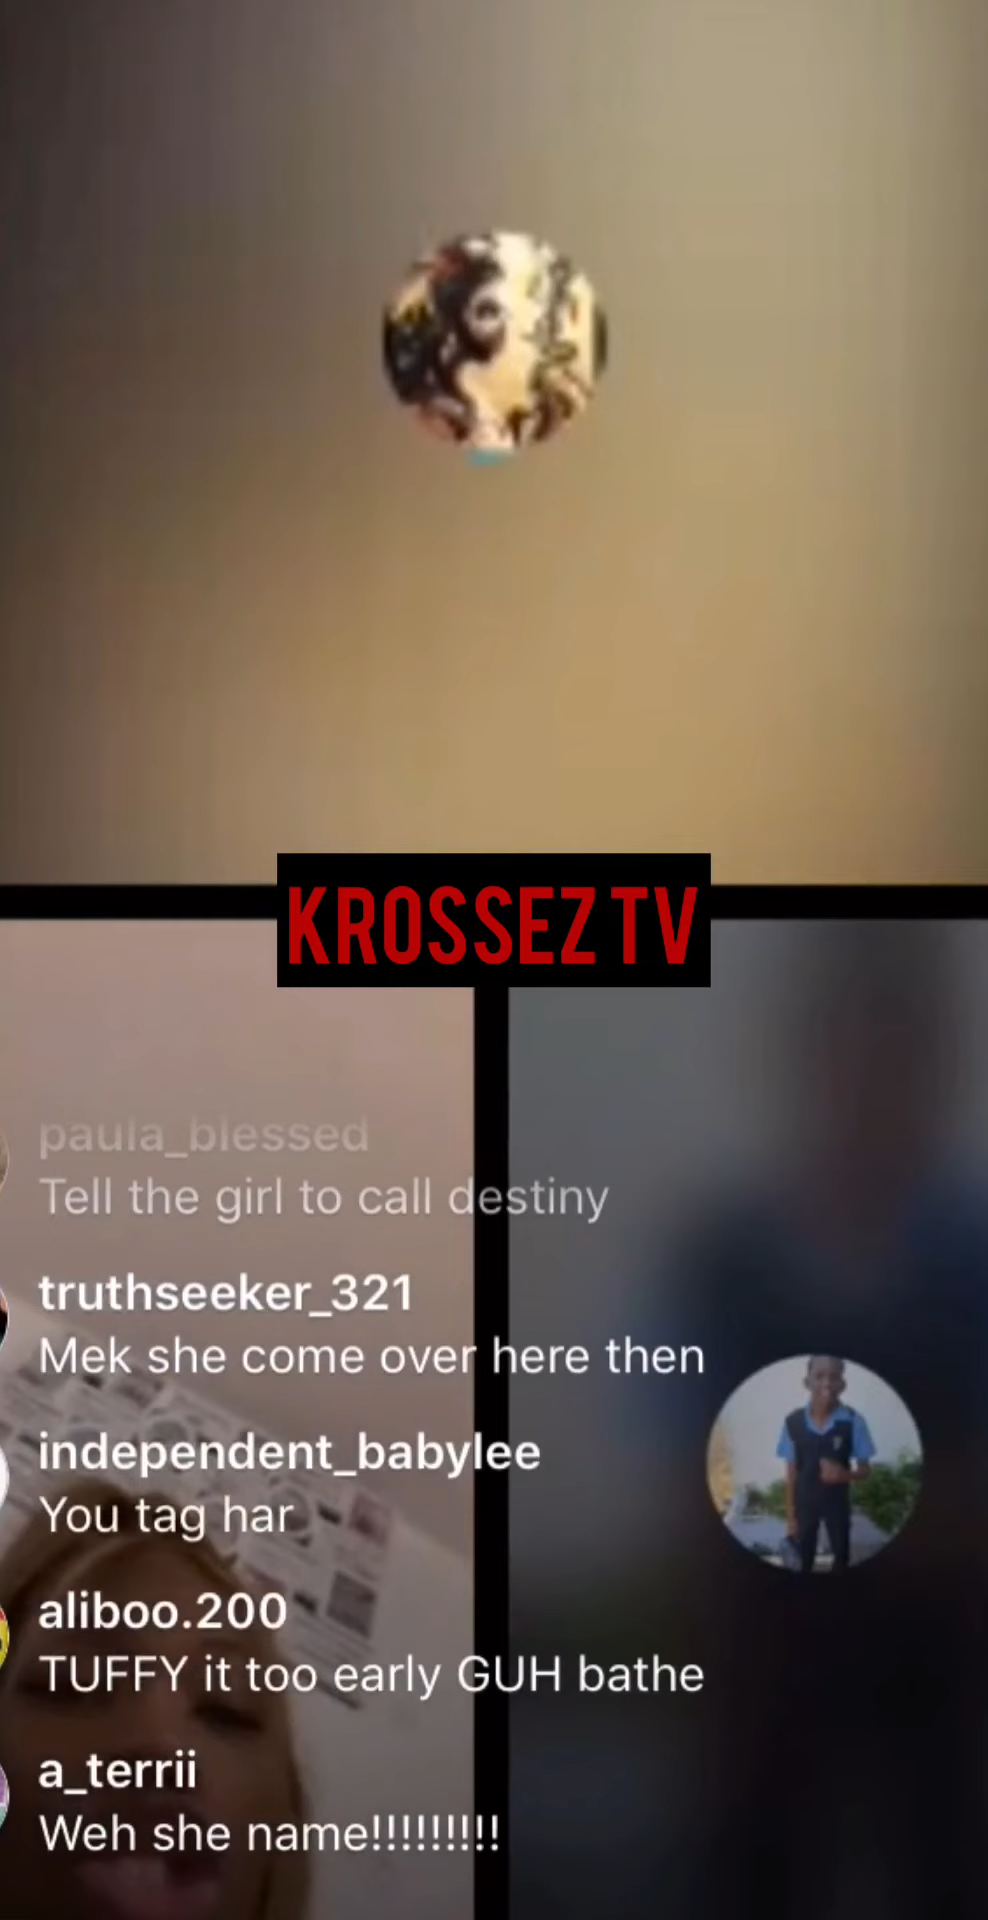 KROSSEZ TV
paula_blessed
Tell the girl to call destiny
truthseeker_321
Mek she come over here then
independent_babylee
You tag har
aliboo.200
TUFFY it too early GUH bathe
a_terrii
Weh she name!!!!!!!!!